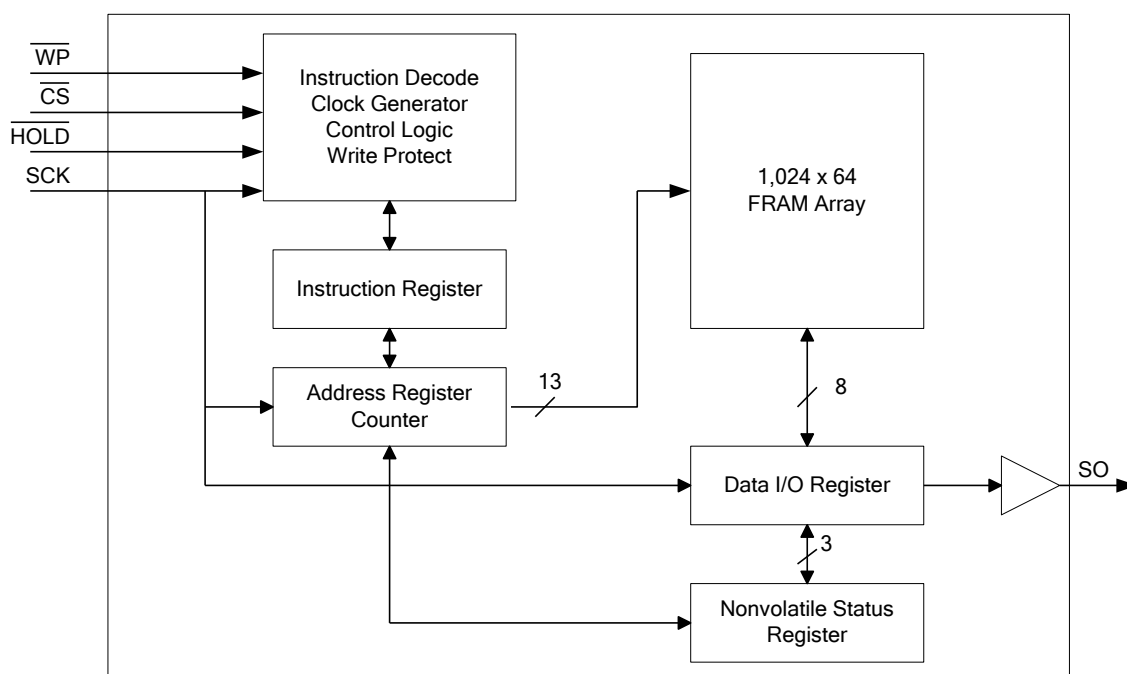 WP
CS
HOLD
SCK
Instruction Decode
Clock Generator
Control Logic
Write Protect
1,024 x 64
FRAM Array
Instruction Register
Address Register
Counter
13
8
Data I/O Register
SO
3
Nonvolatile Status
Register